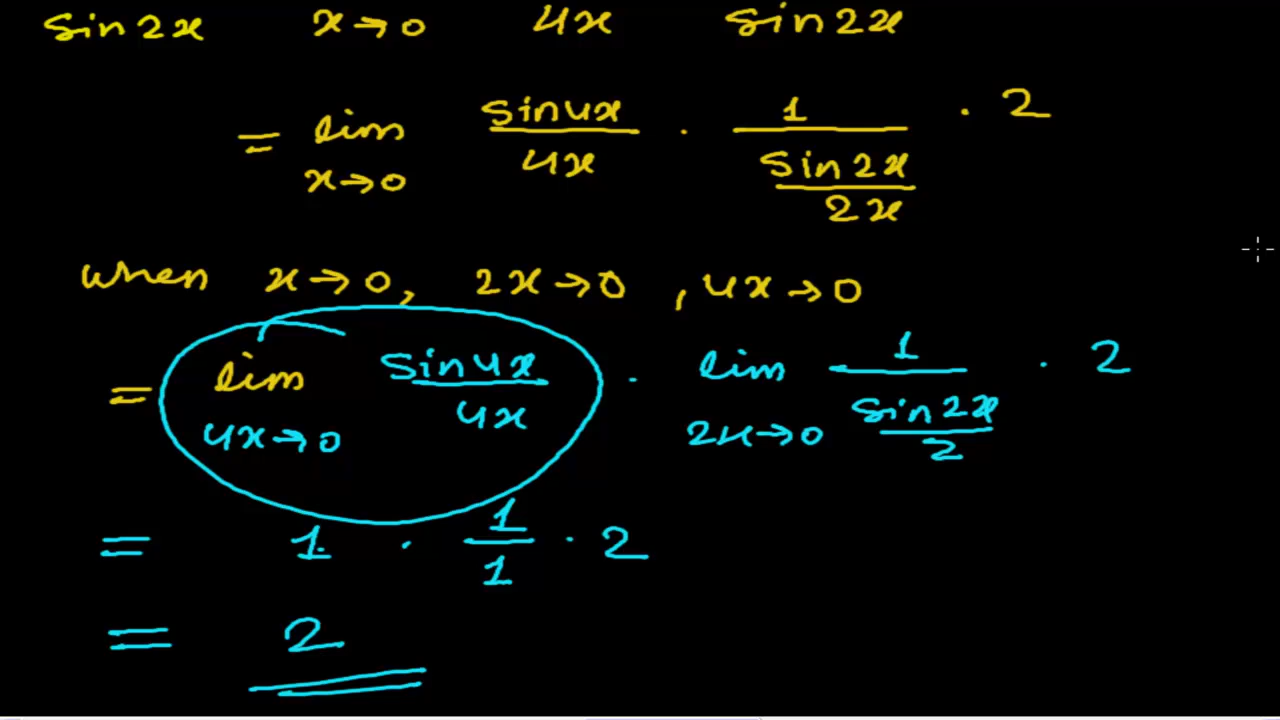 sin2x x→0 4x sin2x
= lim sin4x 1 · 2
x→0 4x · sin2x
2x
when x→0, 2x→0 , 4x→0
= lim sin4x · lim 1 · 2
4x→0 4x 2x→0 sin2x
2
= 1 · 1 · 2
1
= 2